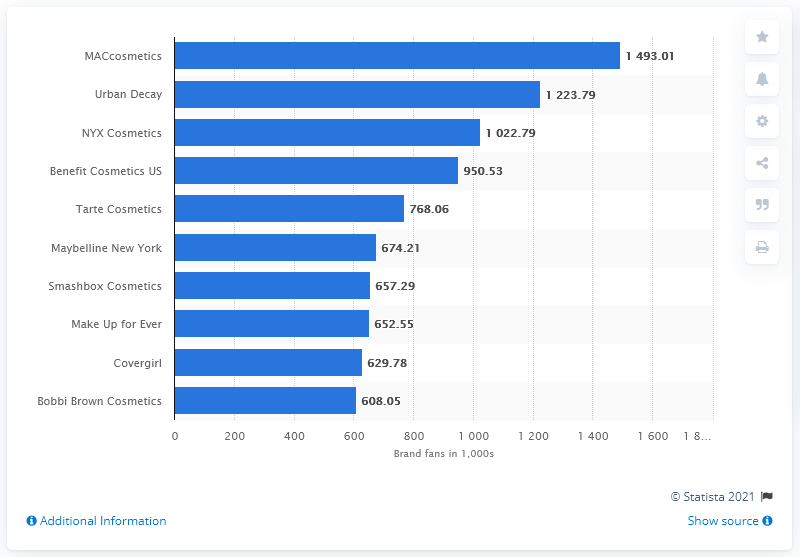 MACcosmetics 1 493.01
Urban Decay 1 223.79
NYX Cosmetics 1 022.79
Benefit Cosmetics US 950.53
Tarte Cosmetics 768.06
Maybelline New York 674.21
Smashbox Cosmetics 657.29
Make Up for Ever 652.55
Covergirl 629.78
Bobbi Brown Cosmetics 608.05
0 200 400 600 800 1 000 1 200 1 400 1 600 1 8...
Brand fans in 1,000s
© Statista 2021
Additional Information Show source